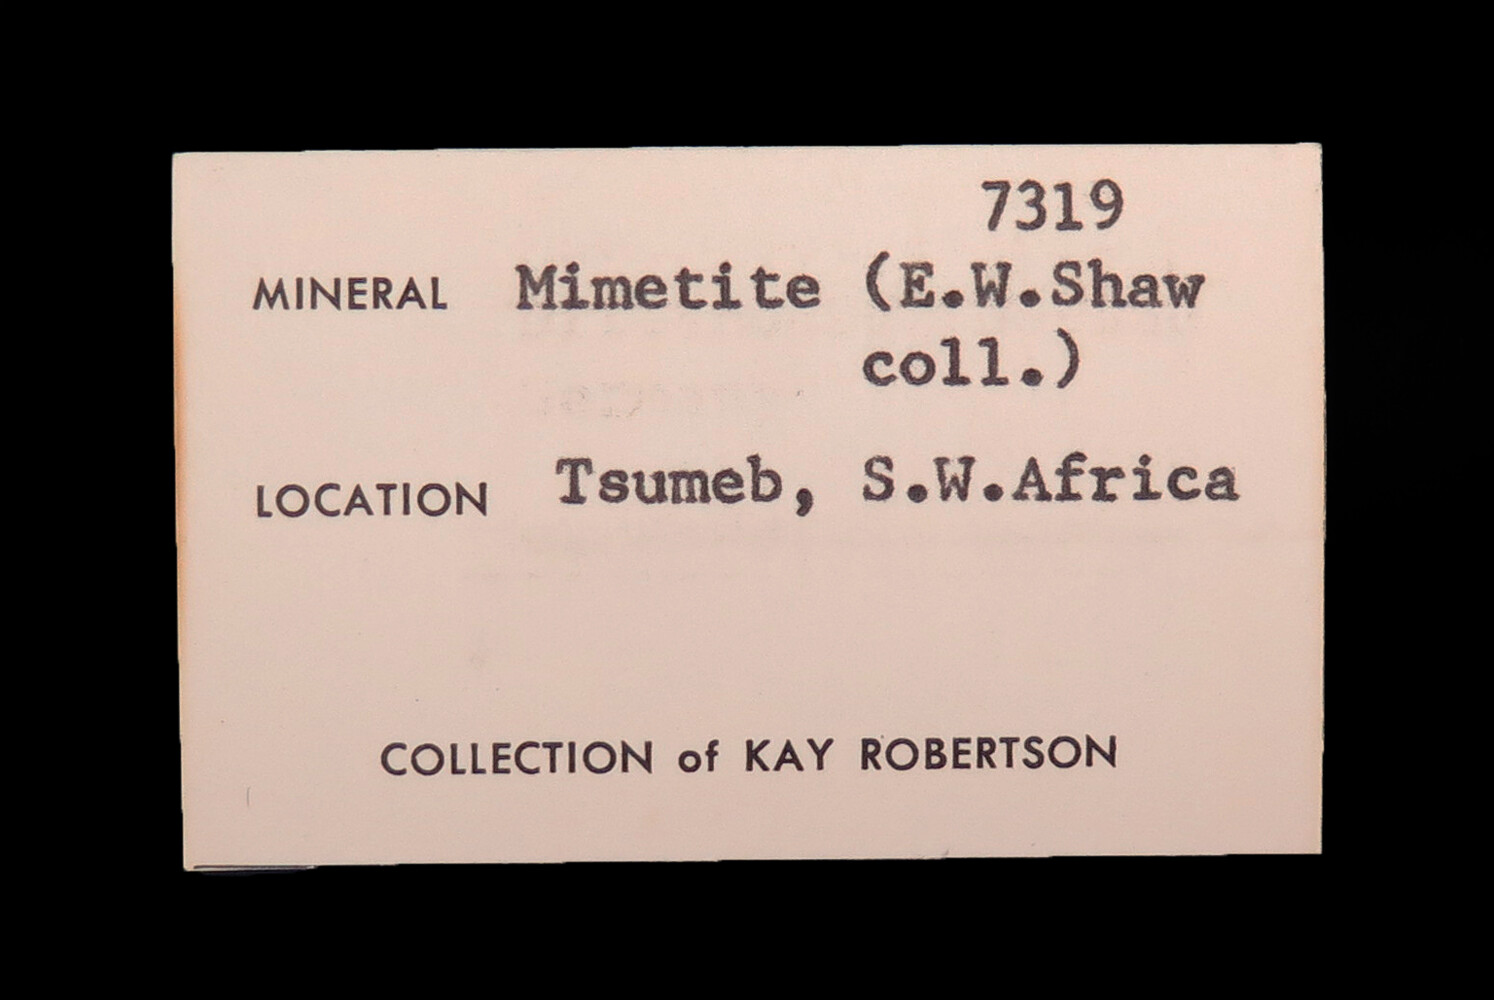 7319
MINERAL Mimetite (E.W.Shaw
coll.)
LOCATION Tsumeb, S.W.Africa
COLLECTION of KAY ROBERTSON